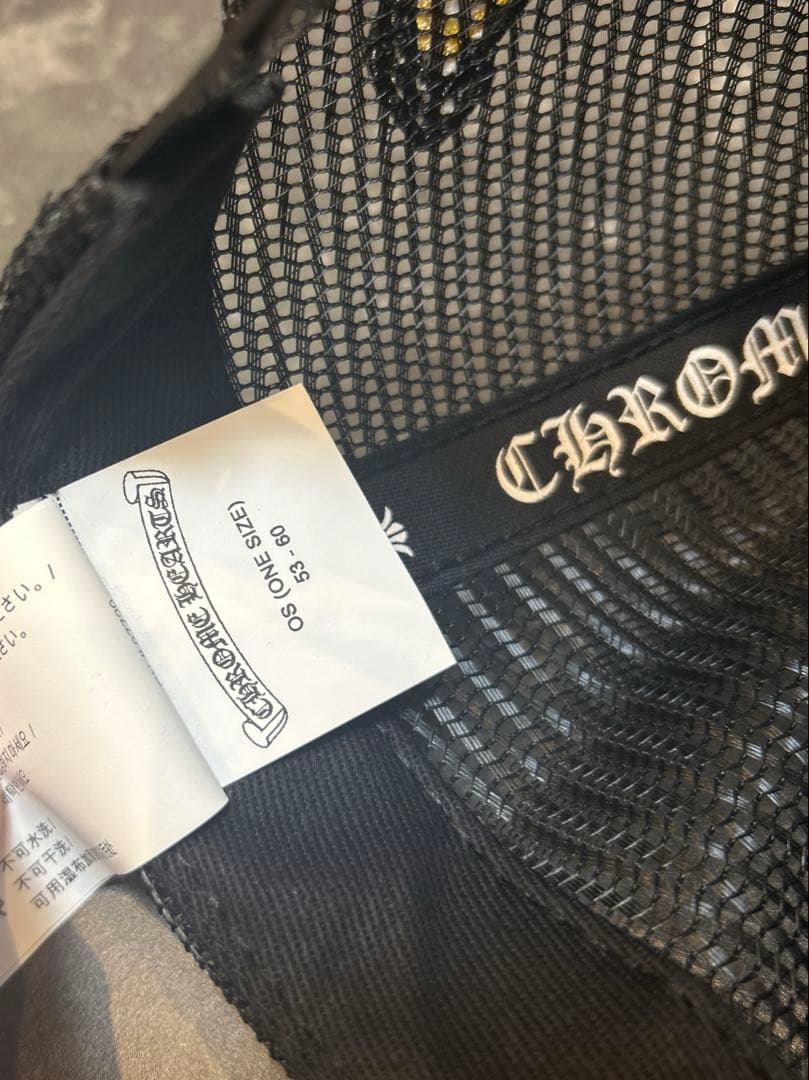 CHROM
CHROME HEARTS
OS (ONE SIZE)
53 - 60
さい。/
さい。
不可水洗/
不可干洗/
可用湿布